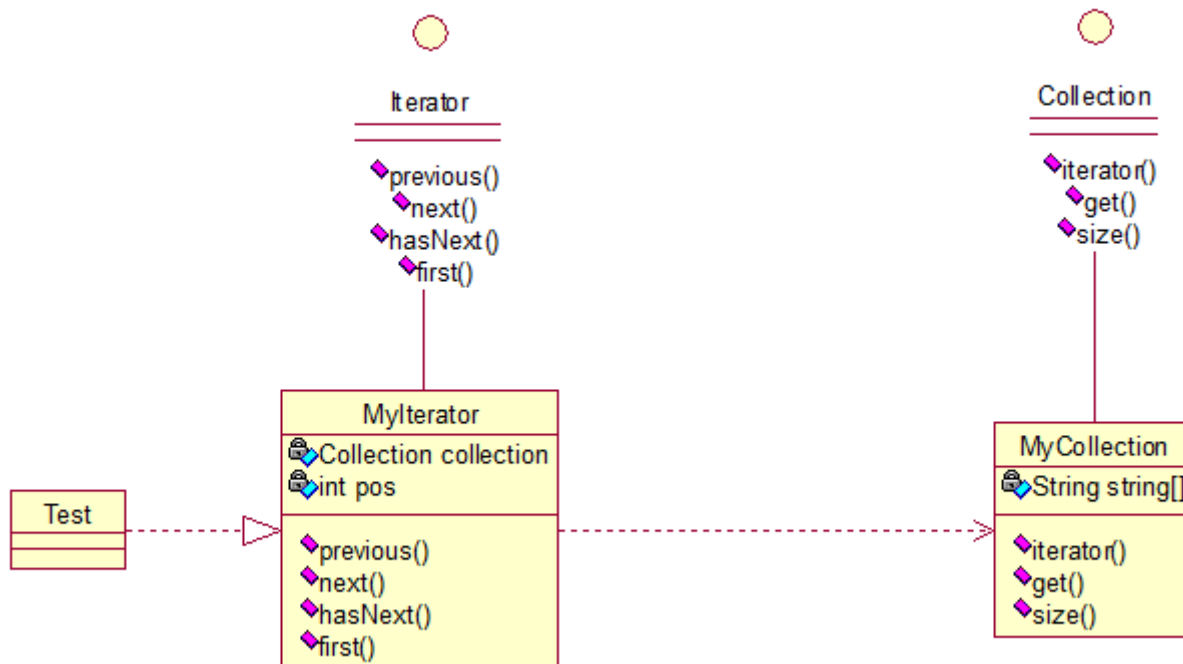 Iterator
previous()
next()
hasNext()
first()
Collection
iterator()
get()
size()
Test
MyIterator
Collection collection
int pos
previous()
next()
hasNext()
first()
MyCollection
String string[]
iterator()
get()
size()